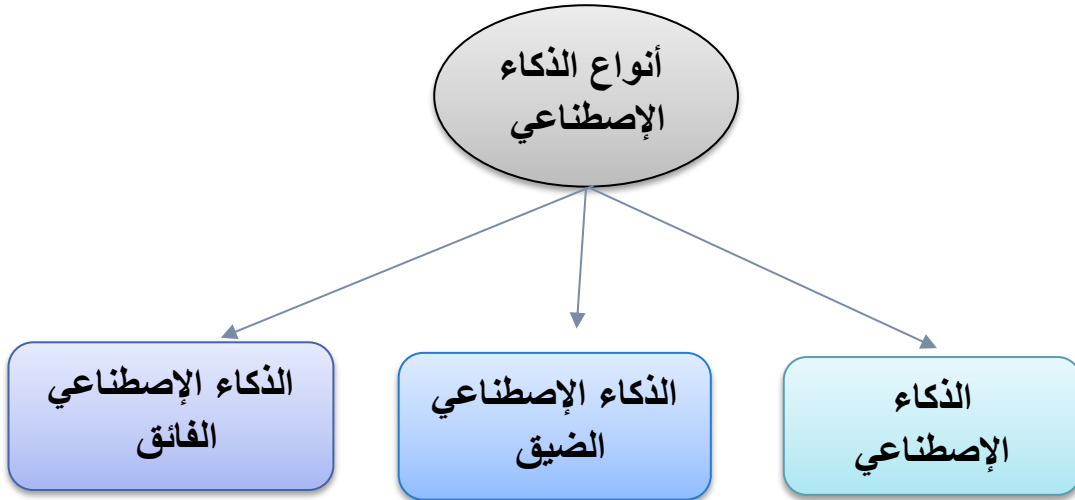 أنواع الذكاء
الإصطناعي
الذكاء
الإصطناعي
الذكاء الإصطناعي
الضيق
الذكاء الإصطناعي
الفائق